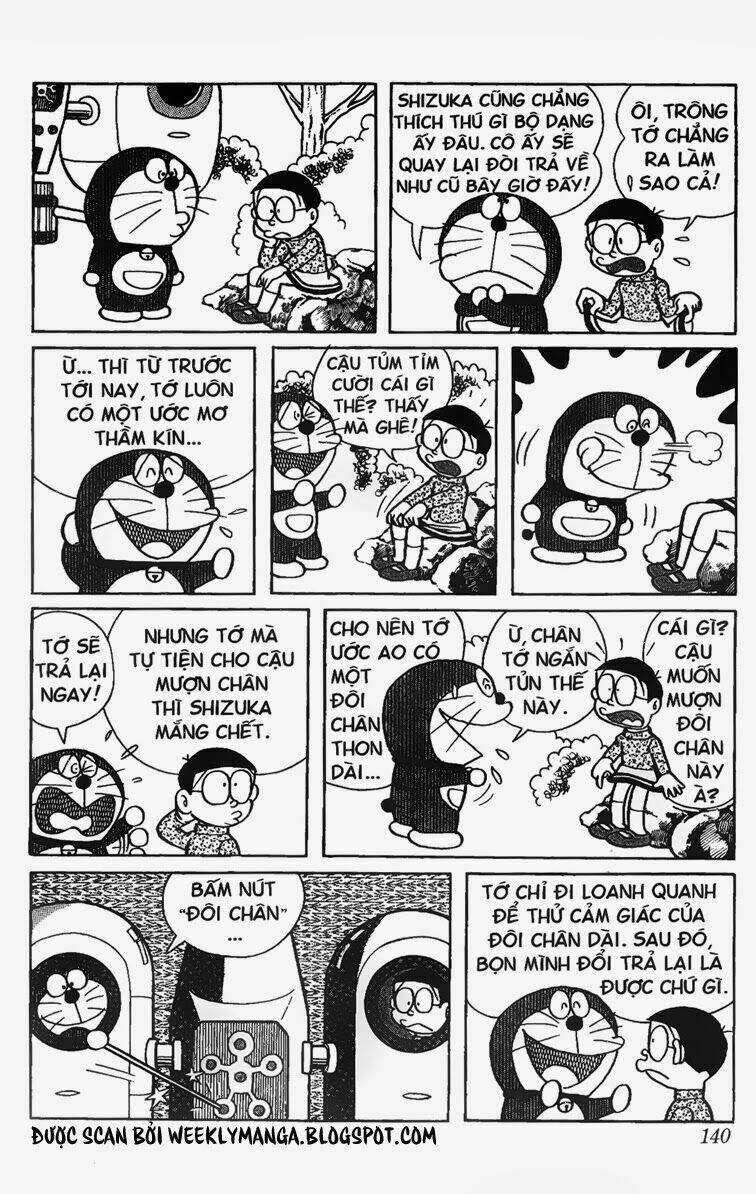 ÔI, TRÔNG
TỚ CHẲNG
RA LÀM
SAO CẢ!
SHIZUKA CŨNG CHẲNG
THÍCH THÚ GÌ BỘ DẠNG
ẤY ĐÂU. CÔ ẤY SẼ
QUAY LẠI ĐÒI TRẢ VỀ
NHƯ CŨ BÂY GIỜ ĐẤY!
CẬU TỦM TỈM
CƯỜI CÁI GÌ
THẾ? THẤY
MÀ GHÊ!
Ừ... THÌ TỪ TRƯỚC
TỚI NAY, TỚ LUÔN
CÓ MỘT ƯỚC MƠ
THẦM KÍN...
CÁI GÌ?
CẬU
MUỐN
MƯỢN
ĐÔI
CHÂN
NÀY
À?
Ừ, CHÂN
TỚ NGẮN
TỦN THẾ
NÀY.
CHO NÊN TỚ
ƯỚC AO CÓ
MỘT
ĐÔI
CHÂN
THON
DÀI...
NHƯNG TỚ MÀ
TỰ TIỆN CHO CẬU
MƯỢN CHÂN
THÌ SHIZUKA
MẮNG CHẾT.
TỚ SẼ
TRẢ LẠI
NGAY!
TỚ CHỈ ĐI LOANH QUANH
ĐỂ THỬ CẢM GIÁC CỦA
ĐÔI CHÂN DÀI. SAU ĐÓ,
BỌN MÌNH ĐỔI TRẢ LẠI LÀ
ĐƯỢC CHỨ GÌ.
BẤM NÚT
“ĐÔI CHÂN”
...
ĐƯỢC SCAN BỞI WEEKLYMANGA.BLOGSPOT.COM
140